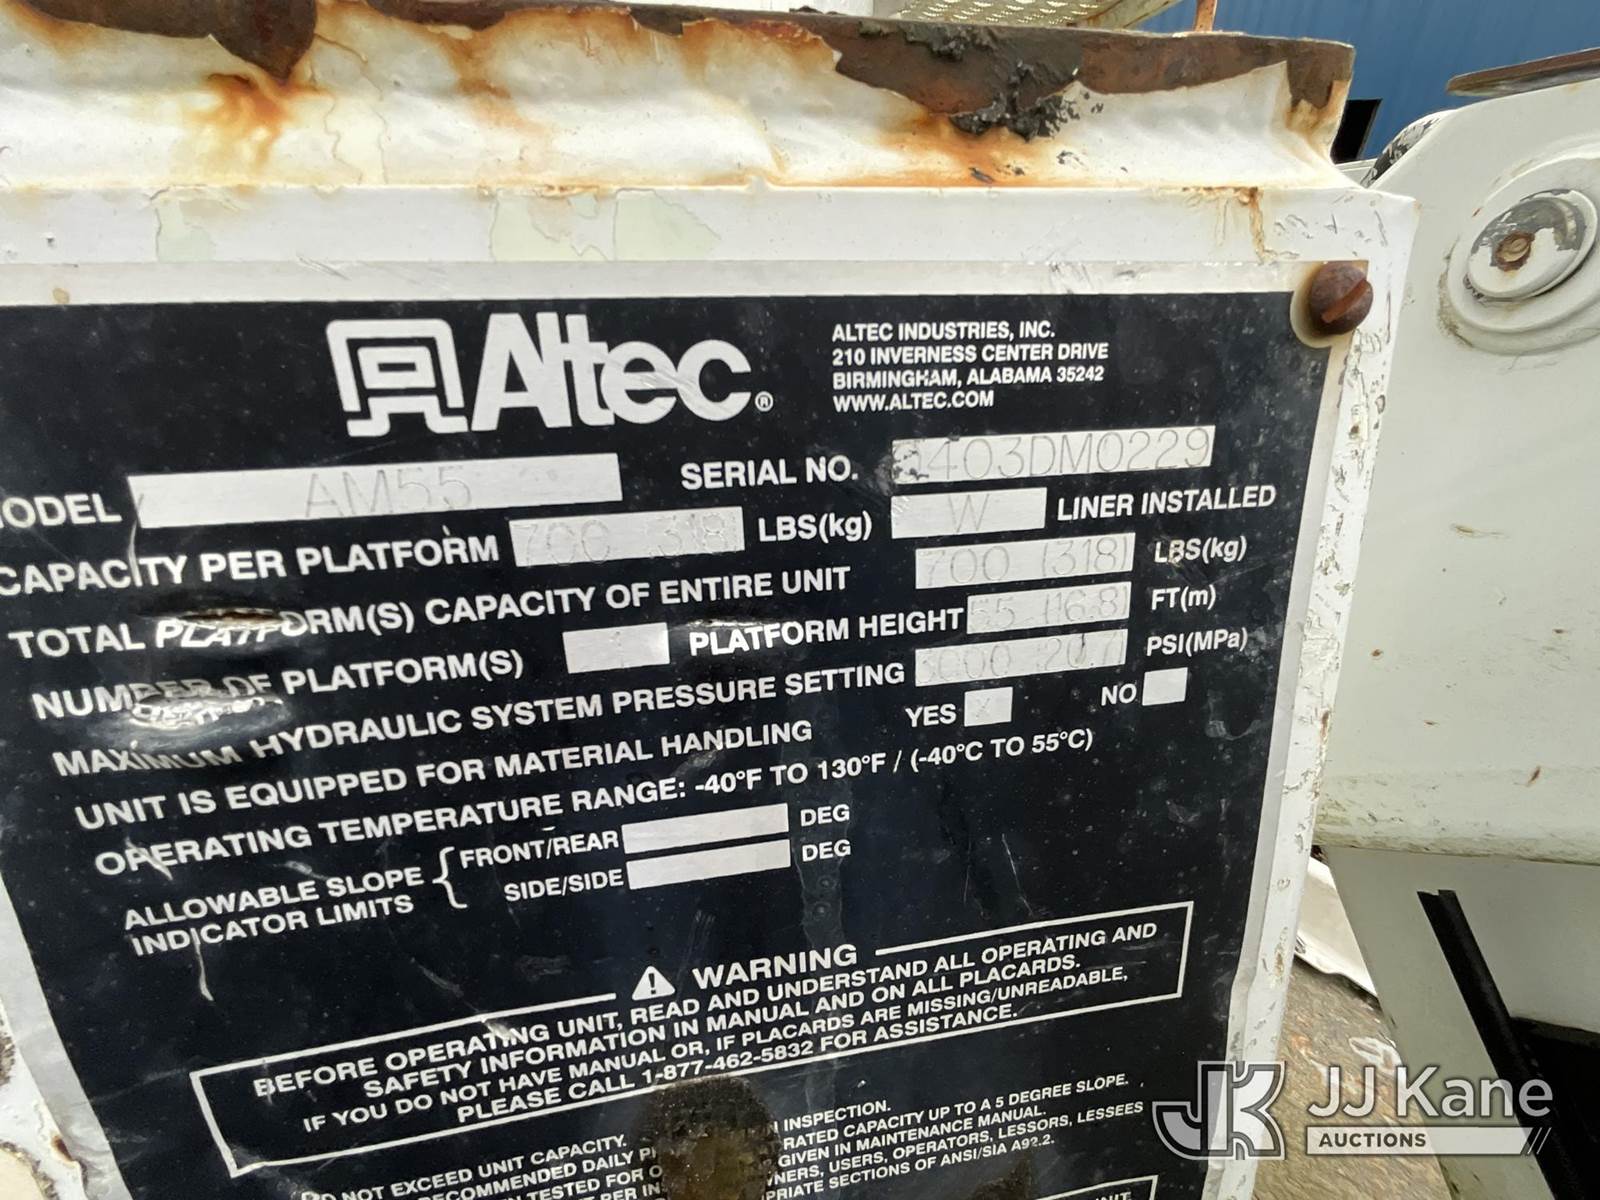 Altec®
ALTEC INDUSTRIES, INC.
210 INVERNESS CENTER DRIVE
BIRMINGHAM, ALABAMA 35242
WWW.ALTEC.COM
ODEL AM55 SERIAL NO. 403DM0229
CAPACITY PER PLATFORM 700 (318) LBS(kg) W LINER INSTALLED
TOTAL PLATFORM(S) CAPACITY OF ENTIRE UNIT 700 (318) LBS(kg)
NUMBER OF PLATFORM(S) 1 PLATFORM HEIGHT 55 (16.8) FT(m)
MAXIMUM HYDRAULIC SYSTEM PRESSURE SETTING 3000 (20.7) PSI(MPa)
UNIT IS EQUIPPED FOR MATERIAL HANDLING YES X NO
OPERATING TEMPERATURE RANGE: -40°F TO 130°F / (-40°C TO 55°C)
ALLOWABLE SLOPE INDICATOR LIMITS { FRONT/REAR DEG
SIDE/SIDE DEG
WARNING
BEFORE OPERATING UNIT, READ AND UNDERSTAND ALL OPERATING AND
SAFETY INFORMATION IN MANUAL AND ON ALL PLACARDS.
IF YOU DO NOT HAVE MANUAL OR, IF PLACARDS ARE MISSING/UNREADABLE,
PLEASE CALL 1-877-462-5832 FOR ASSISTANCE.
DO NOT EXCEED UNIT CAPACITY.
RECOMMENDED DAILY INSPECTION.
TESTED FOR RATED CAPACITY UP TO A 5 DEGREE SLOPE.
PER GIVEN IN MAINTENANCE MANUAL.
USERS, OPERATORS, LESSORS, LESSEES
SECTIONS OF ANSI/SIA A92.2.
UNIT
JK JJ Kane
AUCTIONS